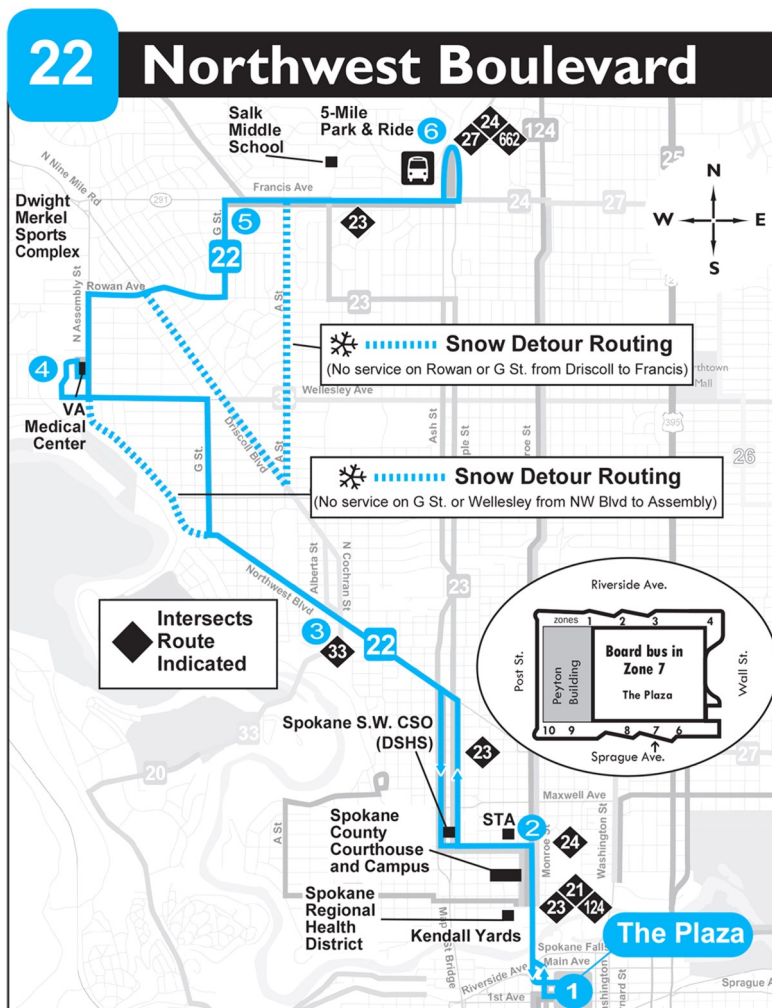 22 Northwest Boulevard
Salk
Middle
School
5-Mile
Park & Ride 6
24
27 662
124
25
N Nine Mile Rd
Francis Ave
291
24
27
Dwight
Merkel
Sports
Complex
G St.
5
23
22
N
W E
S
N Assembly St
Rowan Ave
A St
23
Snow Detour Routing
(No service on Rowan or G St. from Driscoll to Francis)
4
VA
Medical
Center
Wellesley Ave
Mall
G St.
Driscoll Blvd
A St
Ash St
395
26
Snow Detour Routing
(No service on G St. or Wellesley from NW Blvd to Assembly)
Northwest Blvd
Alberta St
N Cochran St
23
Intersects
Route
Indicated
3
33
22
Riverside Ave.
zones 1 2 3 4
Post St.
Peyton
Building
Board bus in
Zone 7
The Plaza
Wall St.
10 9 8 7 6
Sprague Ave.
33
20
Spokane S.W. CSO
(DSHS)
23
27
Maxwell Ave
A St
Spokane
County
Courthouse
and Campus
STA
2
Monroe St
Washington St
24
Spokane
Regional
Health
District
Kendall Yards
21
23 124
The Plaza
Spokane Falls
Main Ave
Riverside Ave
1st Ave
1
Sprague A